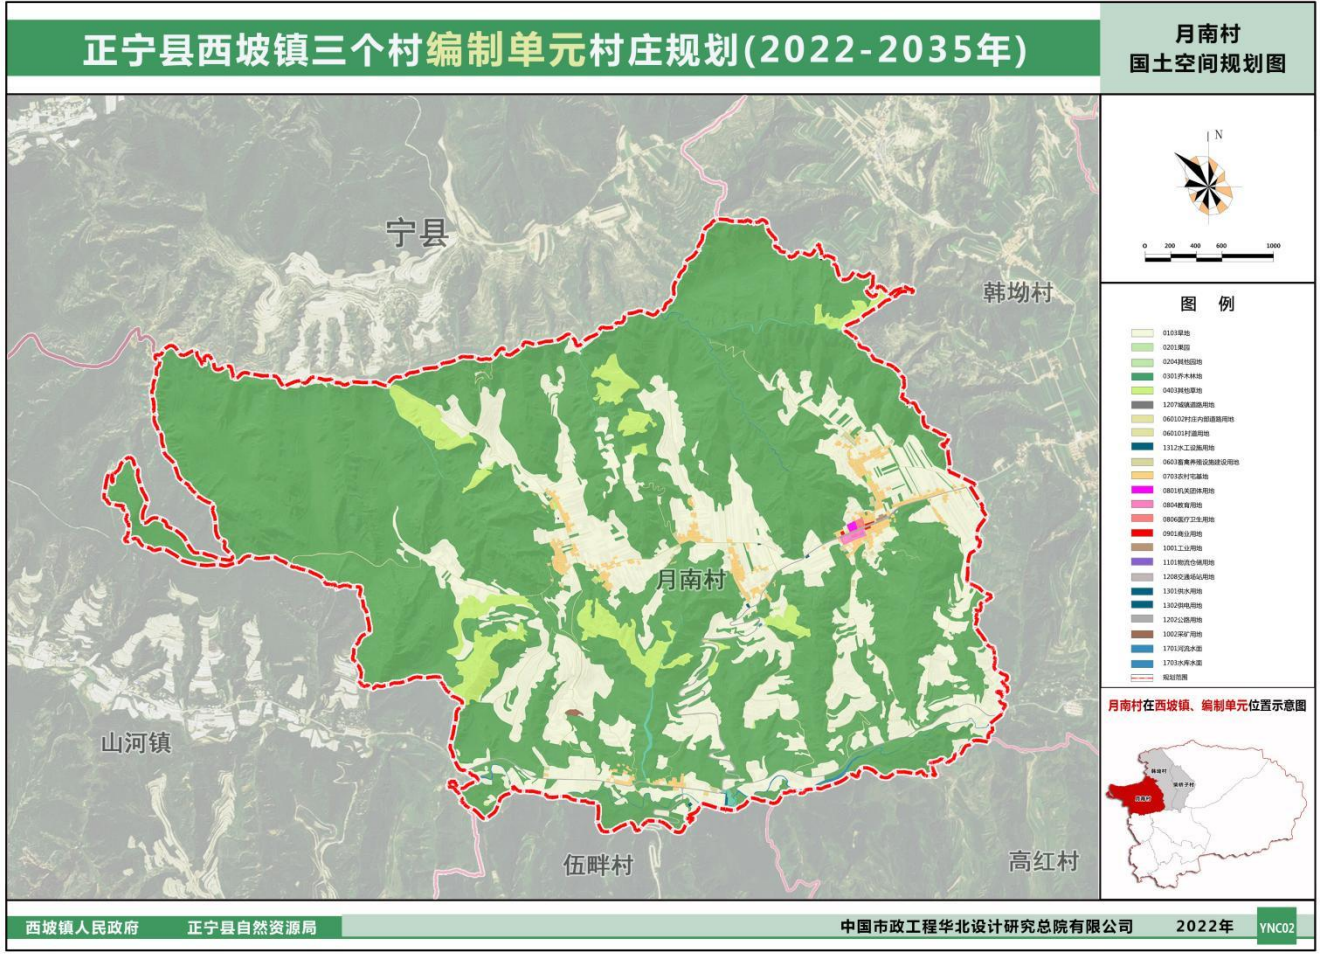 正宁县西坡镇三个村编制单元村庄规划(2022-2035年)
月南村
国土空间规划图
N
0 200 400 600 1000
宁县
韩坳村
月南村
山河镇
伍畔村
高红村
图 例
0103旱地
0201果园
0204其他园地
0301乔木林地
0403其他草地
1207城镇道路用地
060102村庄内部道路用地
060101村道用地
1312水工设施用地
0603畜禽养殖设施建设用地
0703农村宅基地
0801机关团体用地
0804教育用地
0806医疗卫生用地
0901商业用地
1001工业用地
1101物流仓储用地
1208交通场站用地
1301供水用地
1302供电用地
1202公路用地
1002采矿用地
1701河流水面
1703水库水面
规划范围
月南村在西坡镇、编制单元位置示意图
韩坳村
月南村
西坡镇人民政府 正宁县自然资源局
中国市政工程华北设计研究总院有限公司 2022年 YNC02